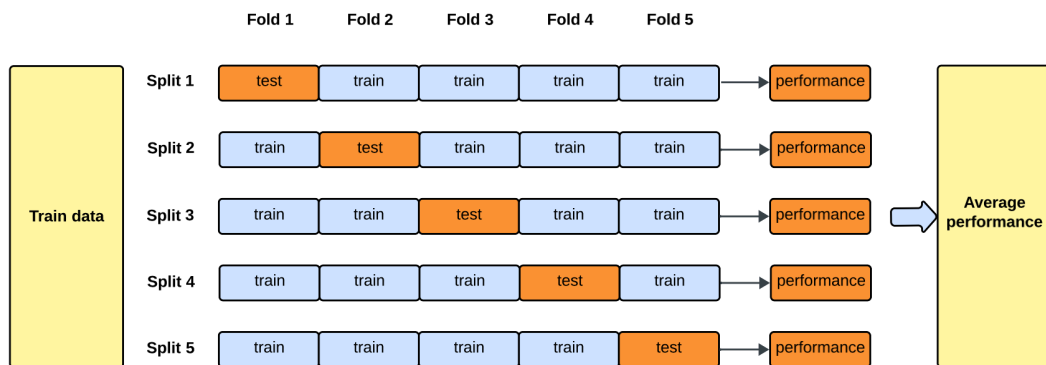 Fold 1 Fold 2 Fold 3 Fold 4 Fold 5
Split 1 test train train train train performance
Split 2 train test train train train performance
Train data
Split 3 train train test train train performance
Average
performance
Split 4 train train train test train performance
Split 5 train train train train test performance